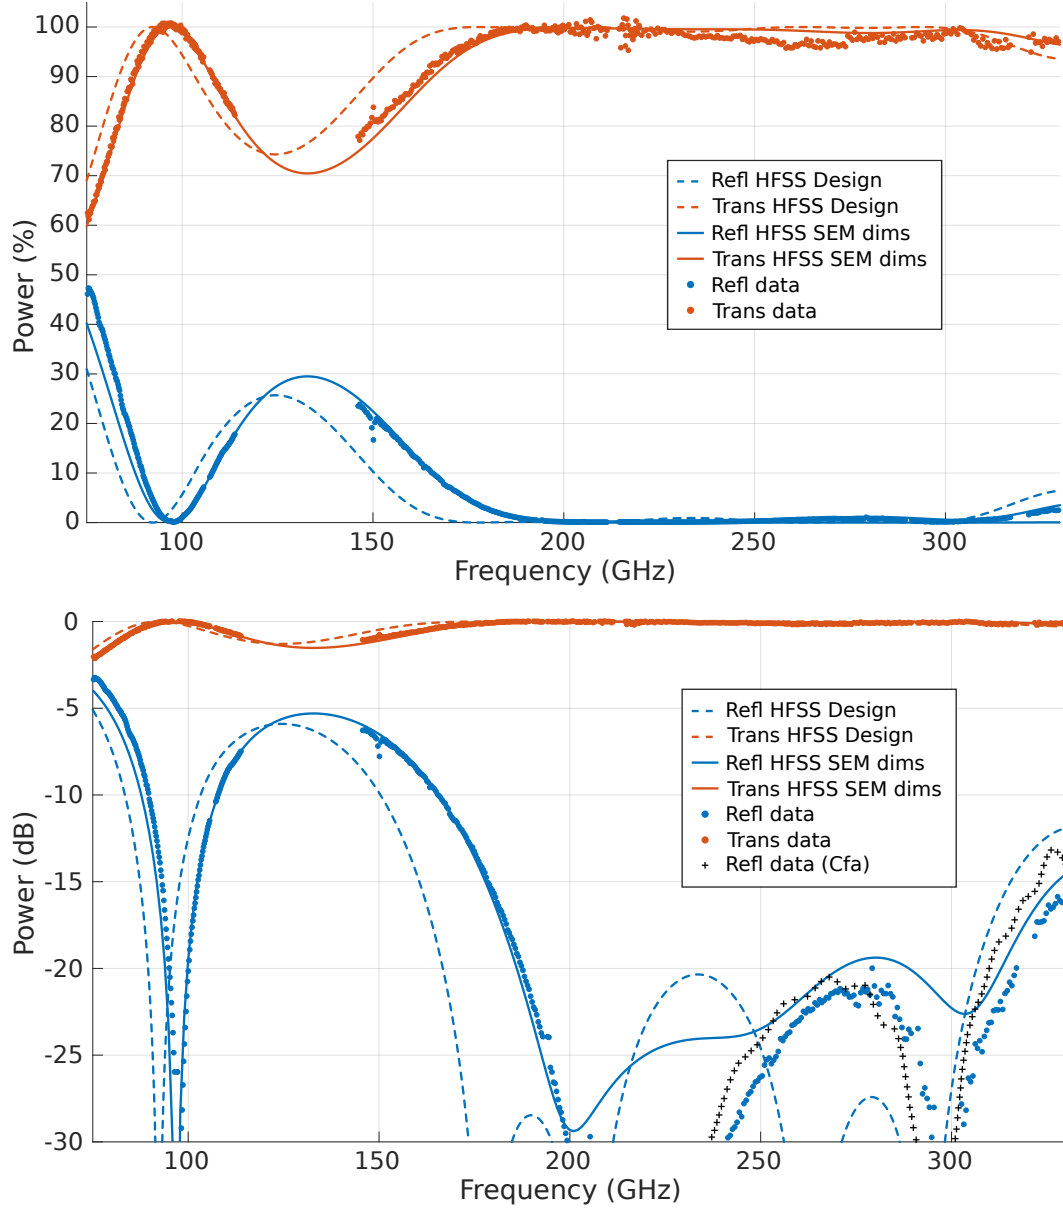 100
90
80
70
60
50
40
30
20
10
0
Power (%)
Refl HFSS Design
Trans HFSS Design
Refl HFSS SEM dims
Trans HFSS SEM dims
Refl data
Trans data
100
150
200
250
300
Frequency (GHz)
0
-5
-10
-15
-20
-25
-30
Power (dB)
Refl HFSS Design
Trans HFSS Design
Refl HFSS SEM dims
Trans HFSS SEM dims
Refl data
Trans data
Refl data (Cfa)
100
150
200
250
300
Frequency (GHz)